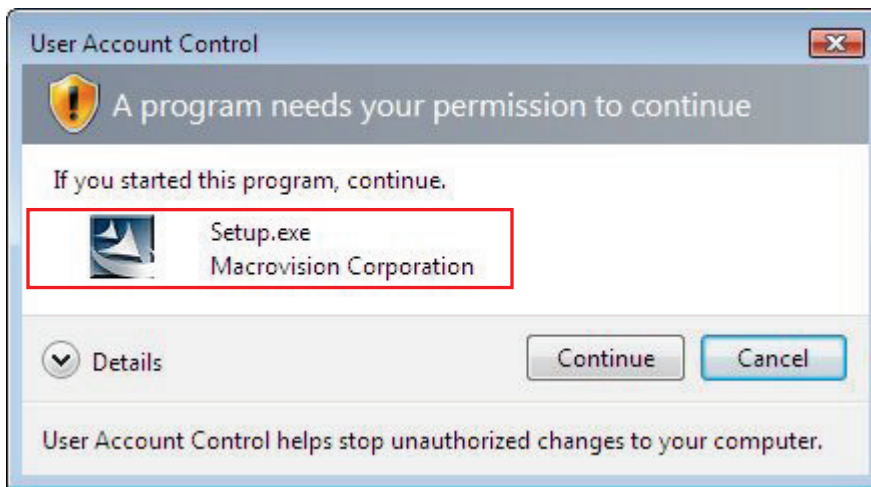 User Account Control
A program needs your permission to continue
If you started this program, continue.
Setup.exe
Macrovision Corporation
Details
Continue
Cancel
User Account Control helps stop unauthorized changes to your computer.